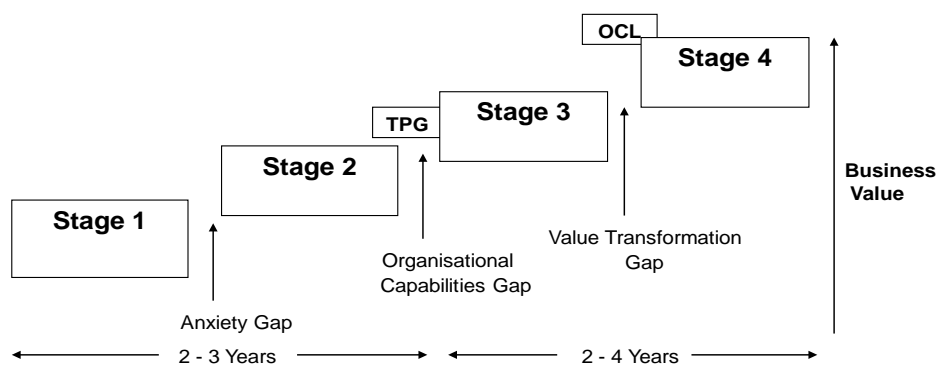 OCL
Stage 4
TPG
Stage 3
Stage 2
Stage 1
Business
Value
Value Transformation
Gap
Organisational
Capabilities Gap
Anxiety Gap
2 - 3 Years
2 - 4 Years